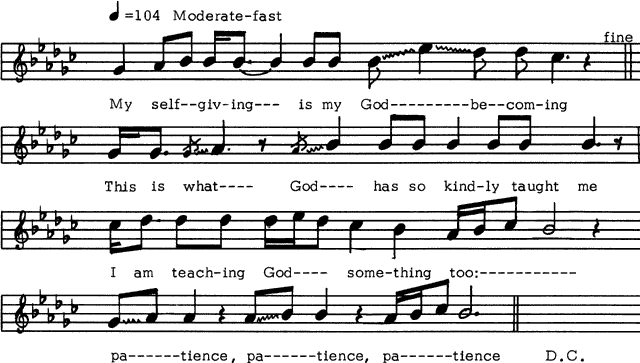 ♩=104 Moderate-fast
fine
My self--giv-ing--- is my God---------be--com-ing
This is what---- God---- has so kind-ly taught me
I am teach-ing God---- some-thing too:-----------
pa------tience, pa------tience, pa------tience D.C.